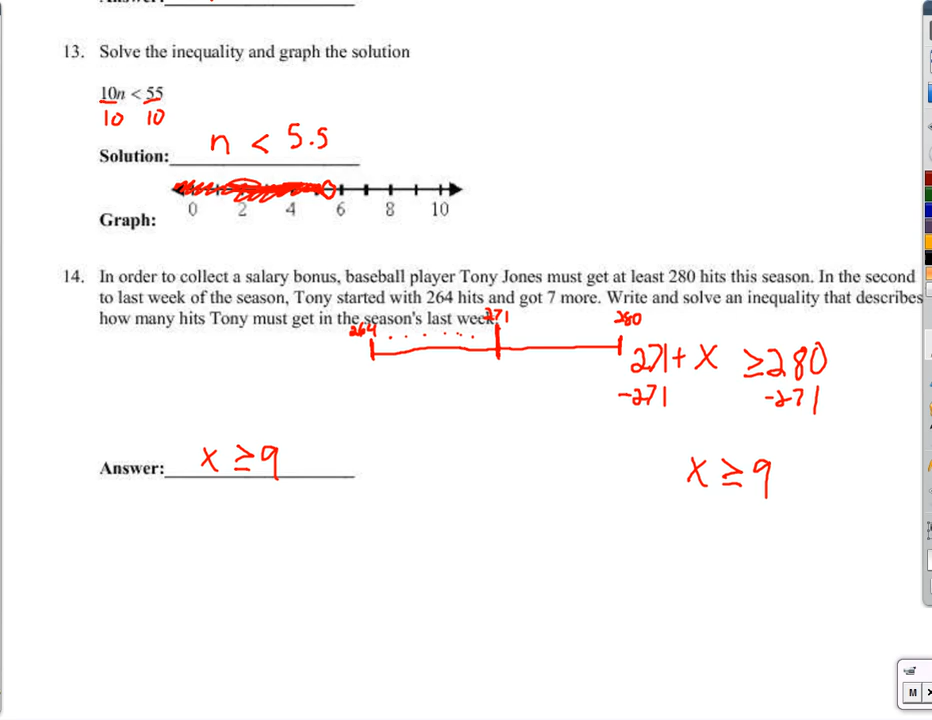 13. Solve the inequality and graph the solution
10n < 55
10 10
n < 5.5
Solution:
0 2 4 6 8 10
Graph:
14. In order to collect a salary bonus, baseball player Tony Jones must get at least 280 hits this season. In the second
to last week of the season, Tony started with 264 hits and got 7 more. Write and solve an inequality that describes
how many hits Tony must get in the season's last week.
264 271 280
271 + x ≥ 280
-271 -271
Answer: x ≥ 9
x ≥ 9
M